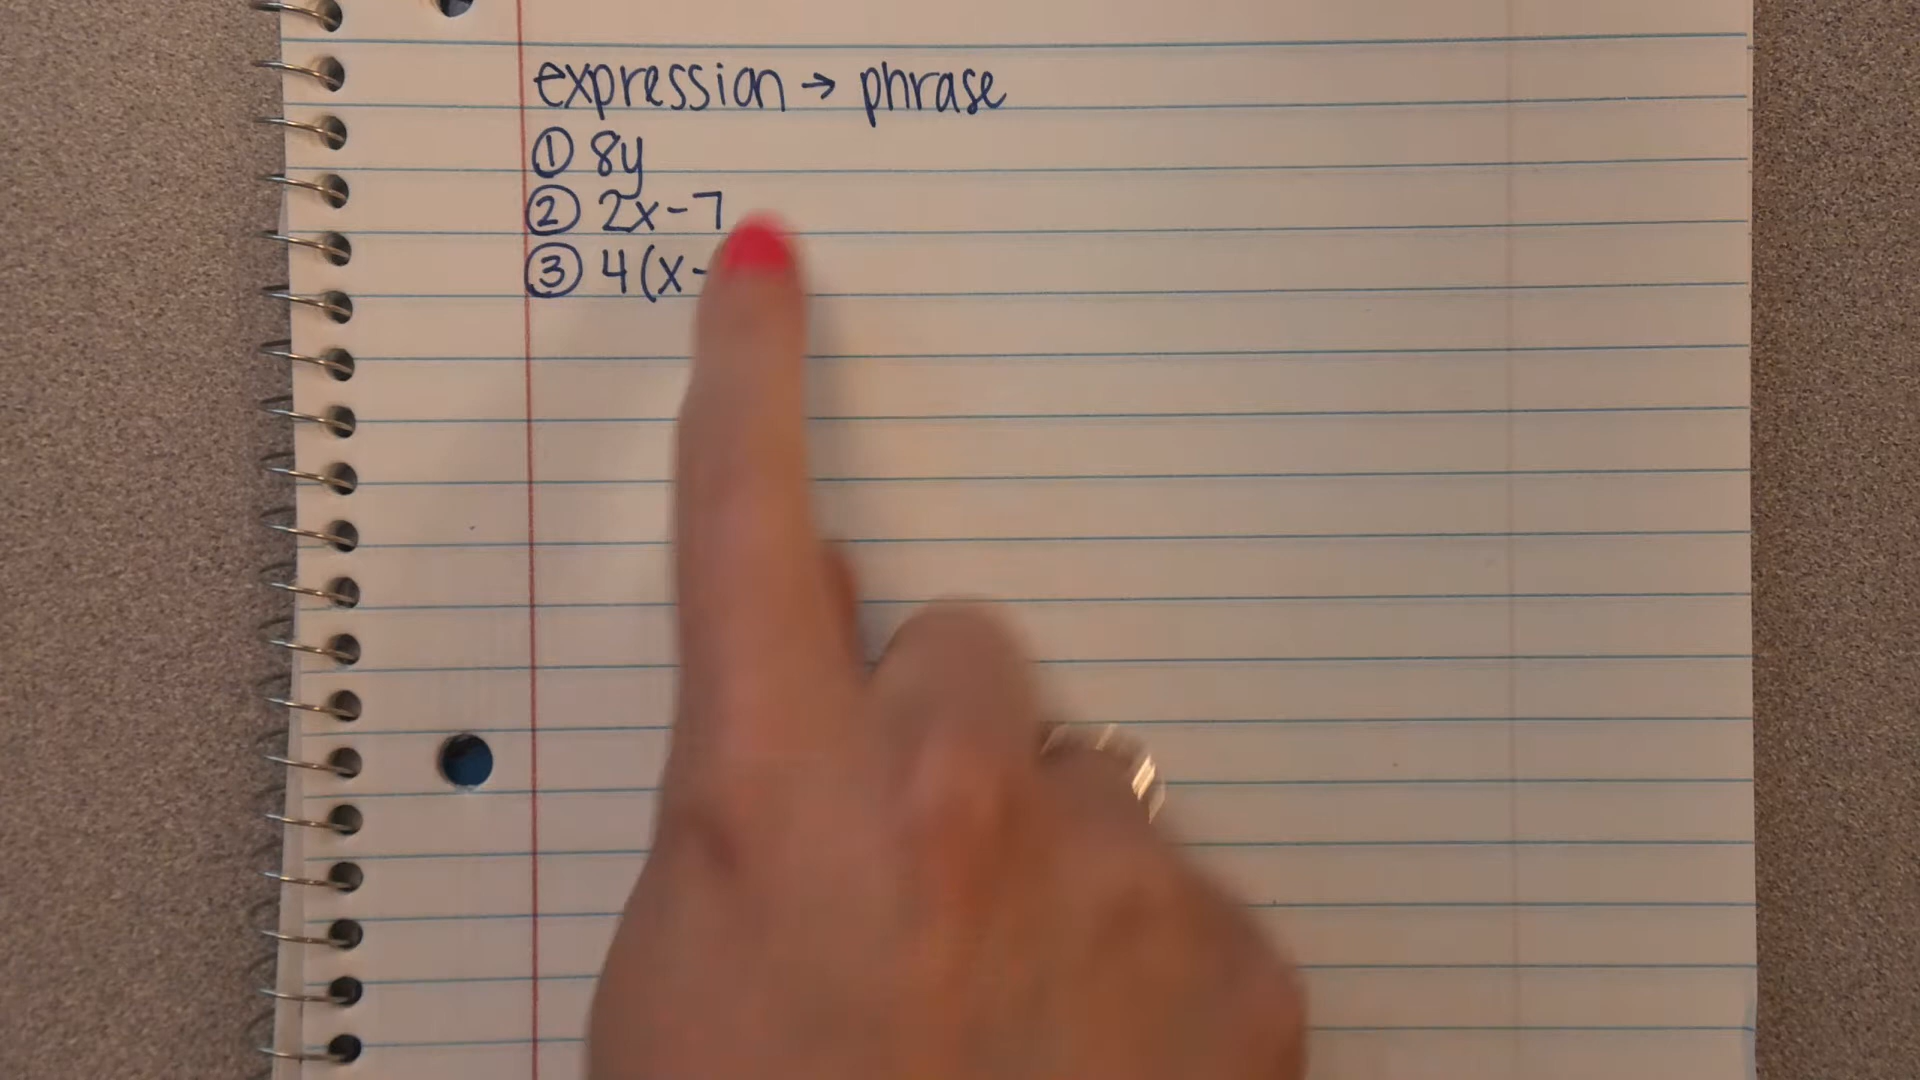 expression → phrase
① 8y
② 2x-7
③ 4(x-